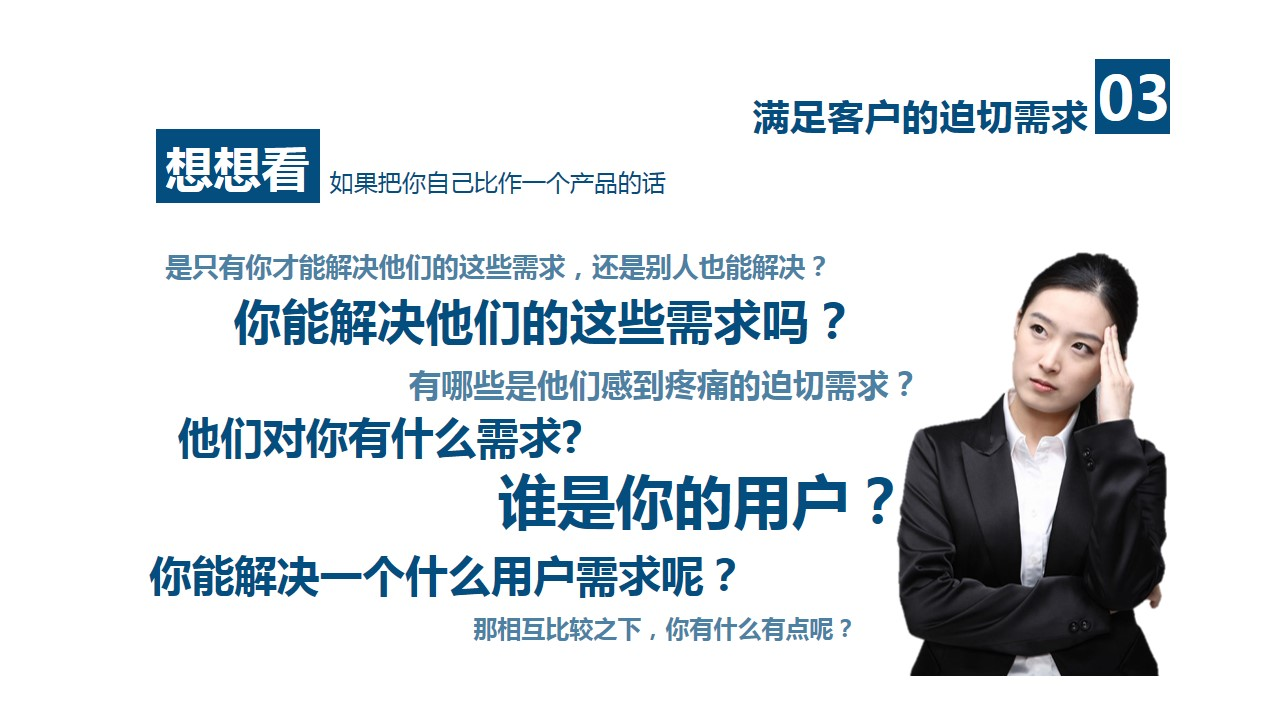 满足客户的迫切需求 03
想想看 如果把你自己比作一个产品的话
是只有你才能解决他们的这些需求，还是别人也能解决？
你能解决他们的这些需求吗？
有哪些是他们感到疼痛的迫切需求？
他们对你有什么需求?
谁是你的用户？
你能解决一个什么用户需求呢？
那相互比较之下，你有什么有点呢？